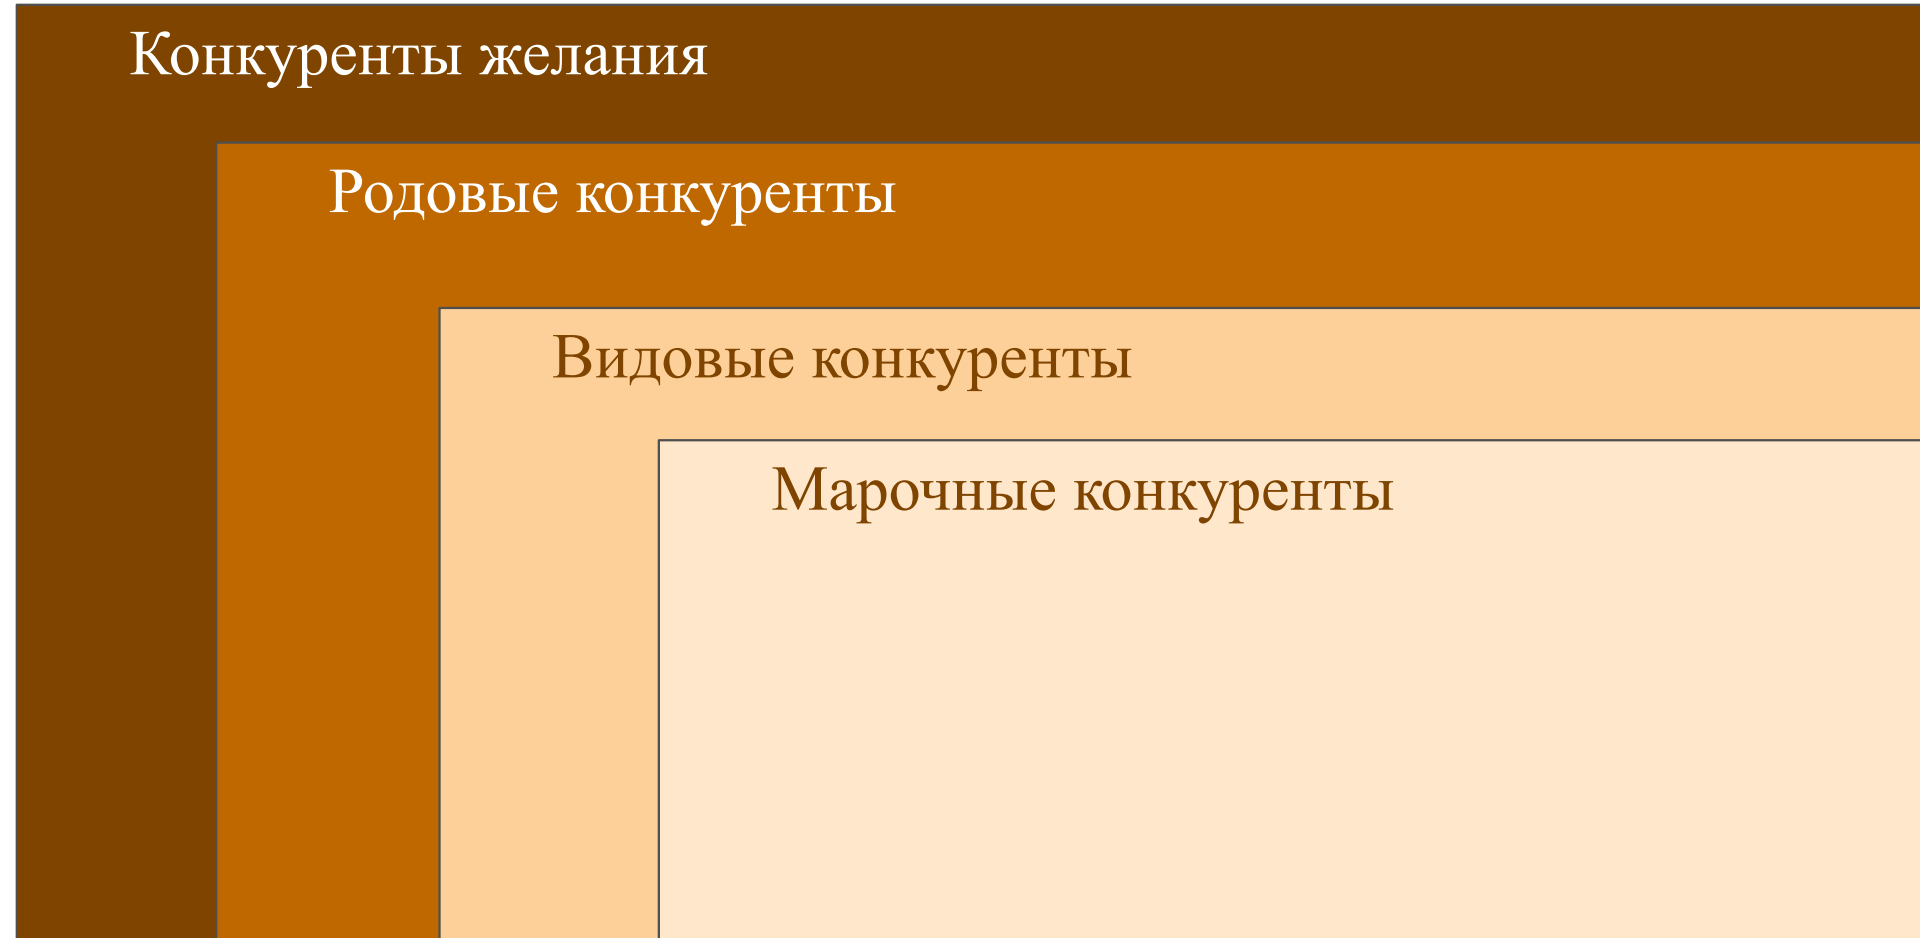 Конкуренты желания
Родовые конкуренты
Видовые конкуренты
Марочные конкуренты